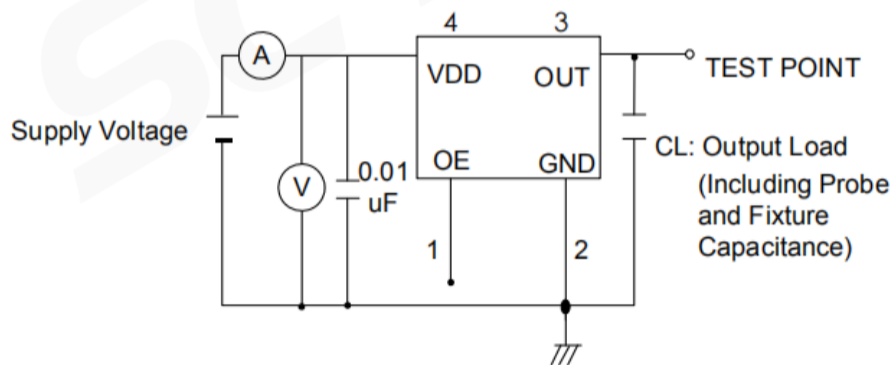 4
3
A
VDD
OUT
TEST POINT
Supply Voltage
OE
GND
V
0.01
uF
CL: Output Load
(Including Probe
and Fixture
Capacitance)
1
2